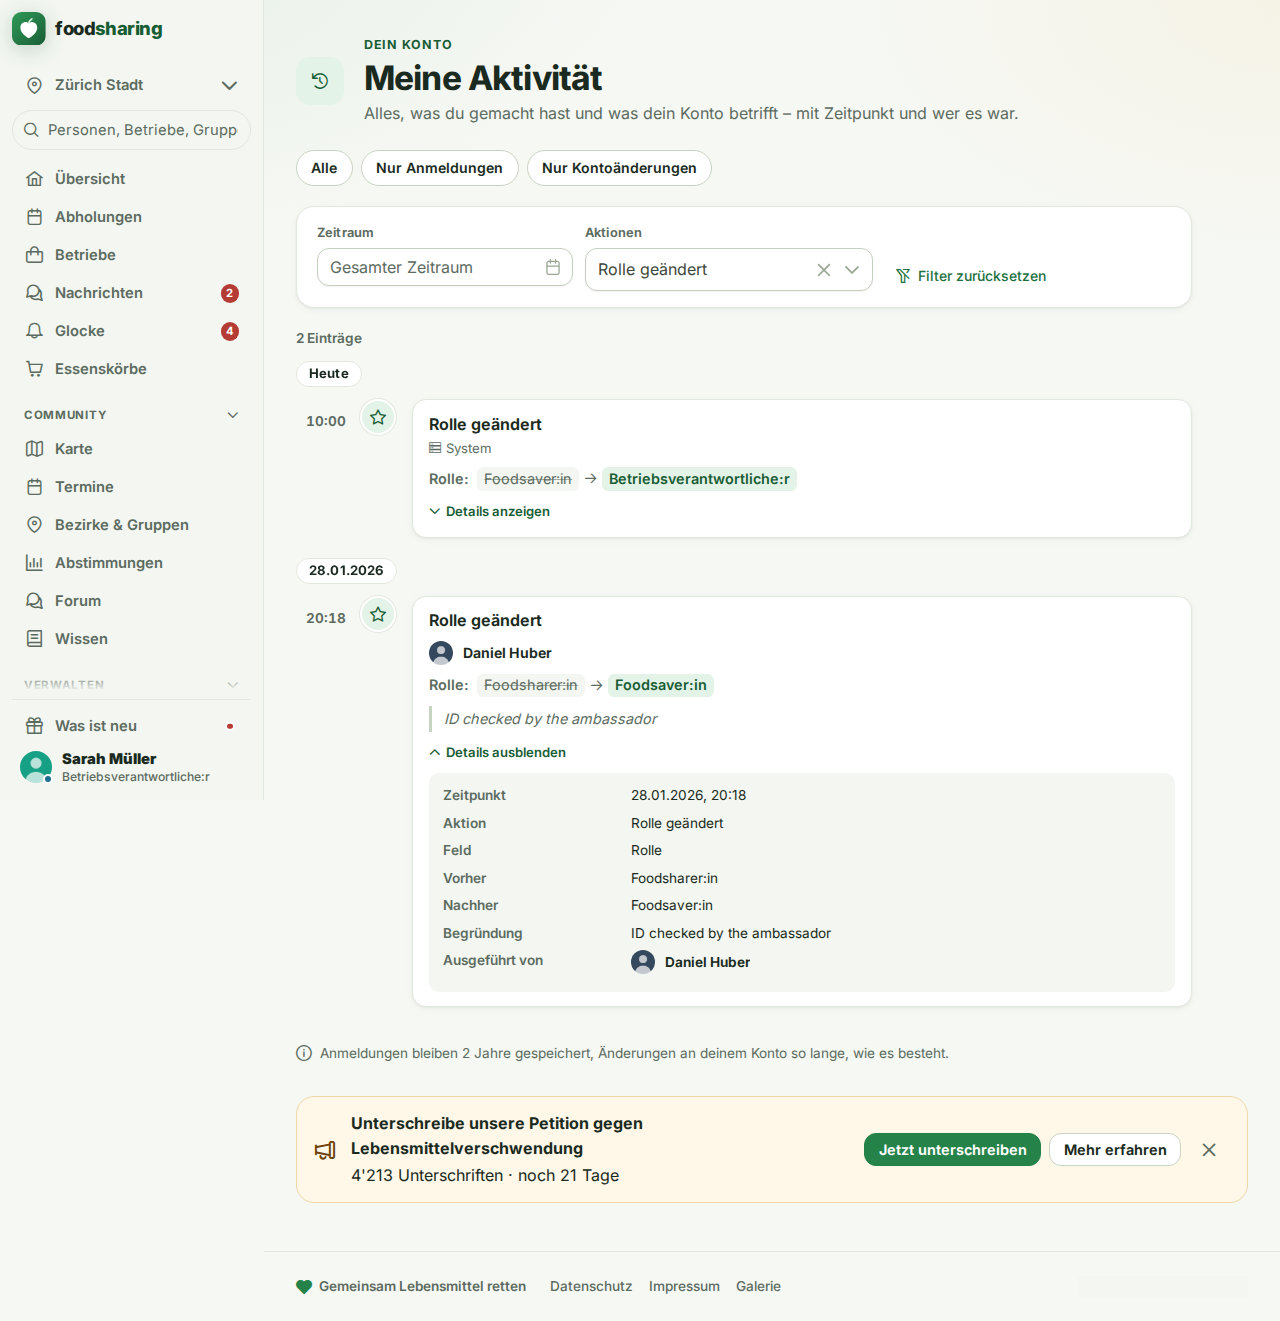 foodsharing
Zürich Stadt
Personen, Betriebe, Grupp
Übersicht
Abholungen
Betriebe
Nachrichten 2
Glocke 4
Essenskörbe
COMMUNITY
Karte
Termine
Bezirke & Gruppen
Abstimmungen
Forum
Wissen
VERWALTEN
Was ist neu
Sarah Müller
Betriebsverantwortliche:r
DEIN KONTO
Meine Aktivität
Alles, was du gemacht hast und was dein Konto betrifft – mit Zeitpunkt und wer es war.
Alle Nur Anmeldungen Nur Kontoänderungen
Zeitraum Aktionen
Gesamter Zeitraum Rolle geändert Filter zurücksetzen
2 Einträge
Heute
10:00 Rolle geändert
System
Rolle: Foodsaver:in → Betriebsverantwortliche:r
Details anzeigen
28.01.2026
20:18 Rolle geändert
Daniel Huber
Rolle: Foodsharer:in → Foodsaver:in
ID checked by the ambassador
Details ausblenden
Zeitpunkt 28.01.2026, 20:18
Aktion Rolle geändert
Feld Rolle
Vorher Foodsharer:in
Nachher Foodsaver:in
Begründung ID checked by the ambassador
Ausgeführt von Daniel Huber
Anmeldungen bleiben 2 Jahre gespeichert, Änderungen an deinem Konto so lange, wie es besteht.
Unterschreibe unsere Petition gegen
Lebensmittelverschwendung
4'213 Unterschriften · noch 21 Tage
Jetzt unterschreiben Mehr erfahren
Gemeinsam Lebensmittel retten Datenschutz Impressum Galerie